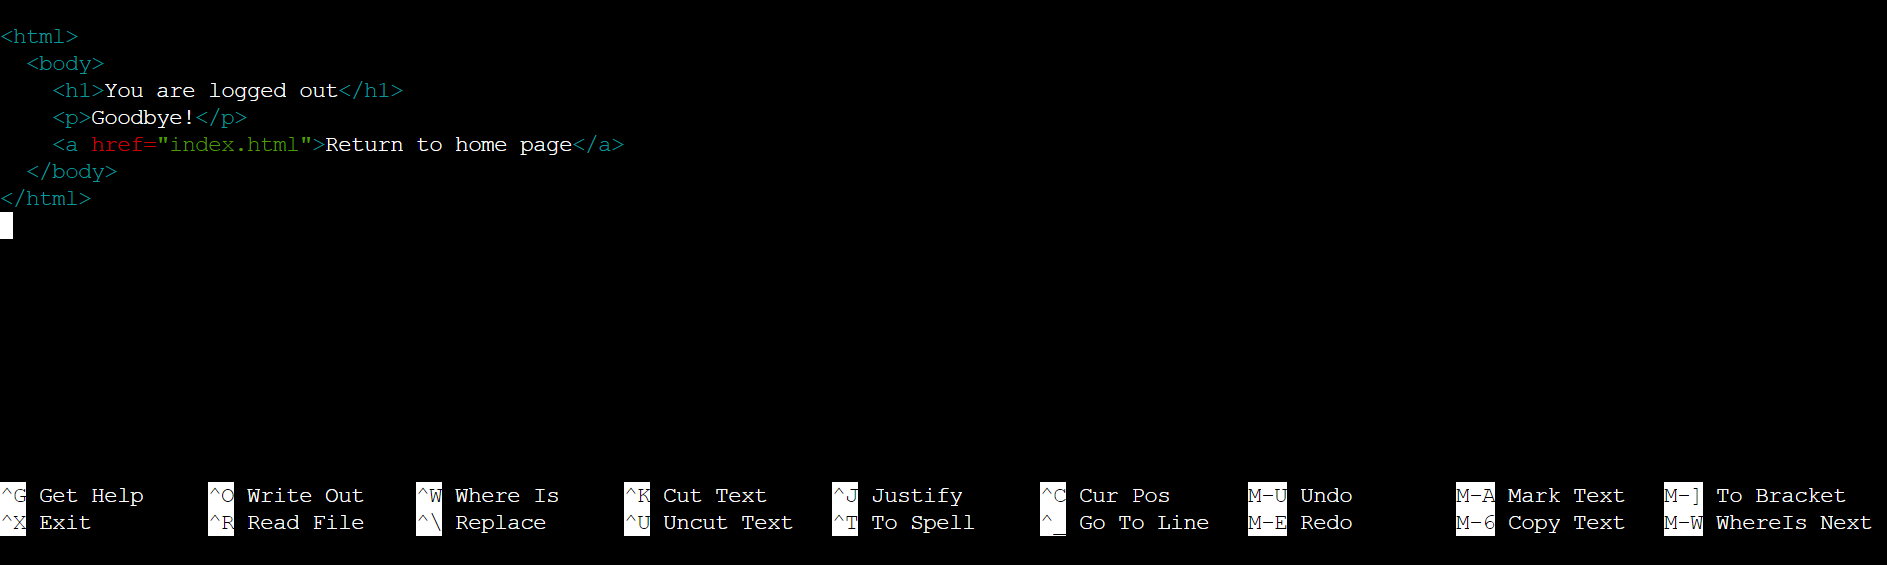 <html>
  <body>
    <h1>You are logged out</h1>
    <p>Goodbye!</p>
    <a href="index.html">Return to home page</a>
  </body>
</html>
^G Get Help ^O Write Out ^W Where Is ^K Cut Text ^J Justify ^C Cur Pos M-U Undo M-A Mark Text M-] To Bracket
^X Exit ^R Read File ^\ Replace ^U Uncut Text ^T To Spell ^_ Go To Line M-E Redo M-6 Copy Text M-W WhereIs Next